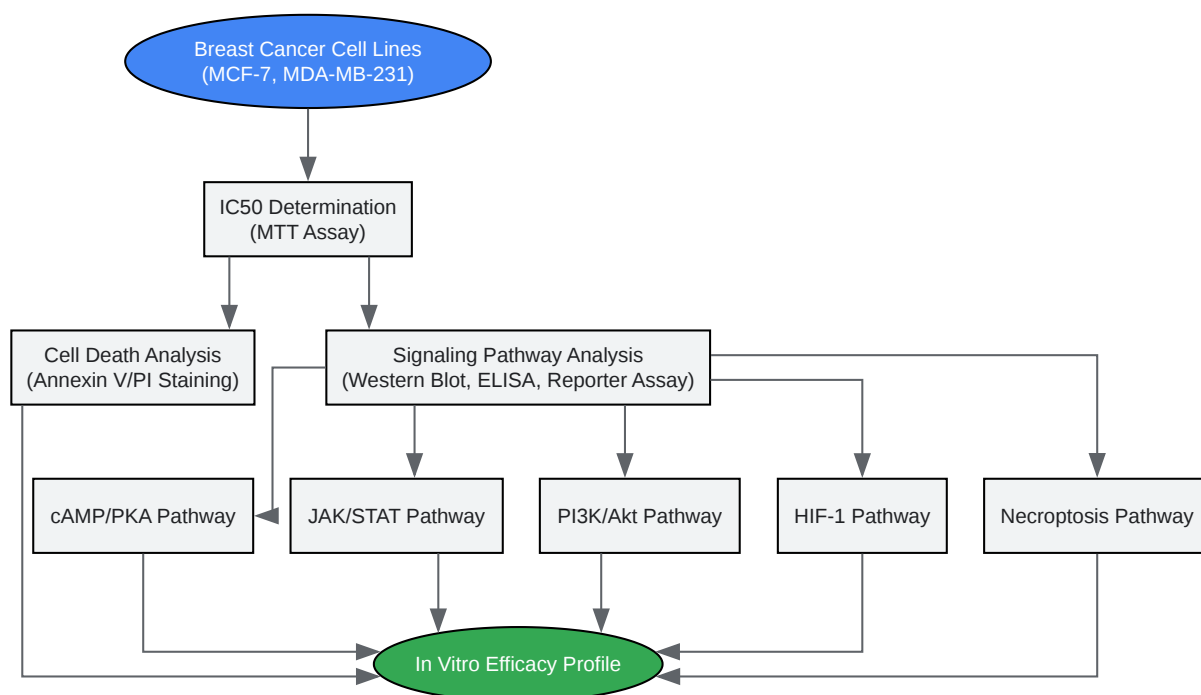 Breast Cancer Cell Lines
(MCF-7, MDA-MB-231)
IC50 Determination
(MTT Assay)
Cell Death Analysis
(Annexin V/PI Staining)
Signaling Pathway Analysis
(Western Blot, ELISA, Reporter Assay)
cAMP/PKA Pathway
JAK/STAT Pathway
PI3K/Akt Pathway
HIF-1 Pathway
Necroptosis Pathway
In Vitro Efficacy Profile